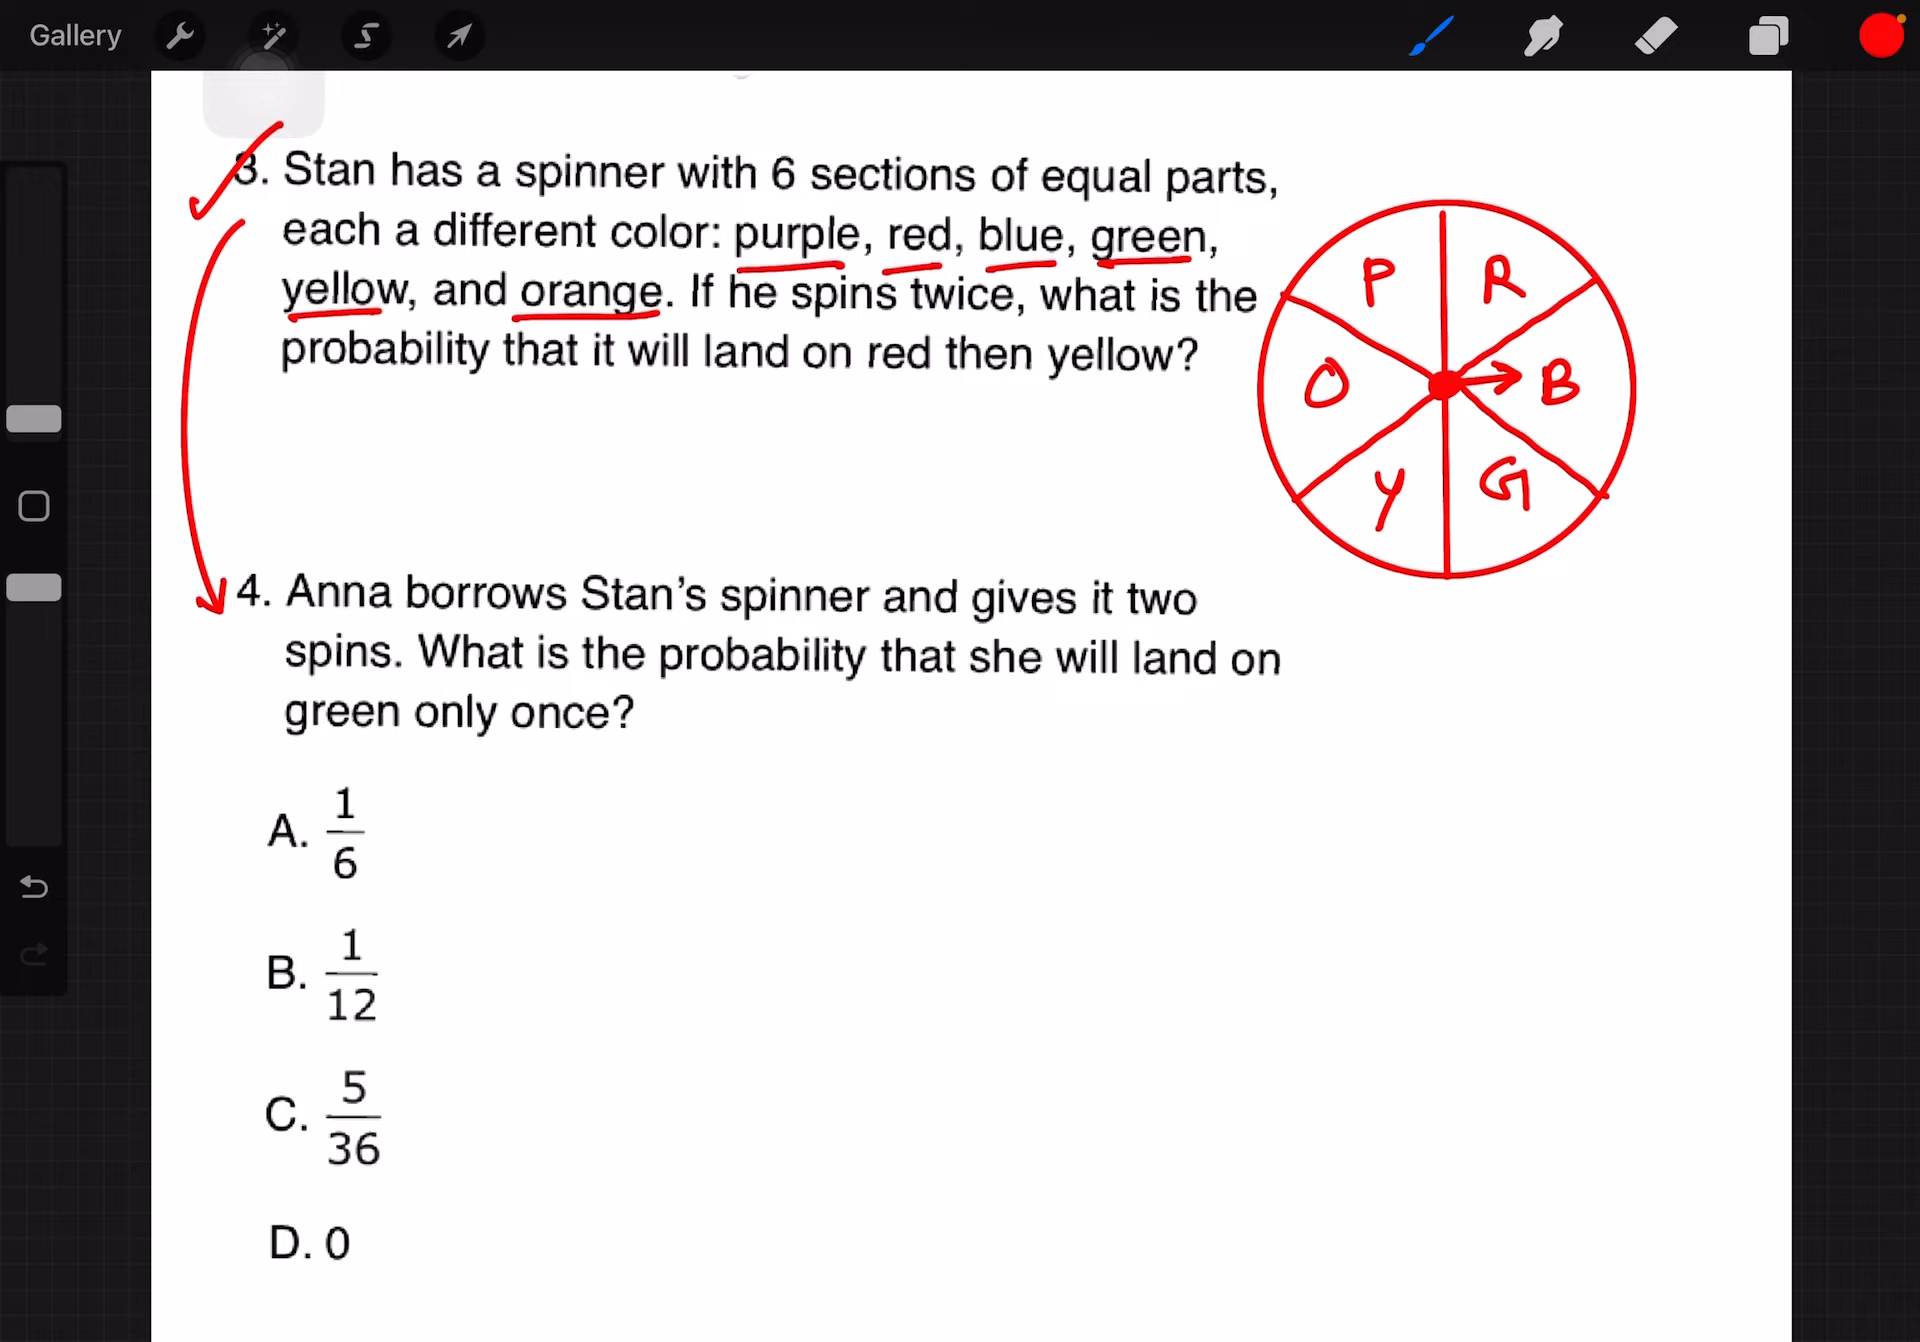 Gallery
3. Stan has a spinner with 6 sections of equal parts,
each a different color: purple, red, blue, green,
yellow, and orange. If he spins twice, what is the
probability that it will land on red then yellow?
P R
O B
Y G
4. Anna borrows Stan's spinner and gives it two
spins. What is the probability that she will land on
green only once?
A. 1/6
B. 1/12
C. 5/36
D. 0